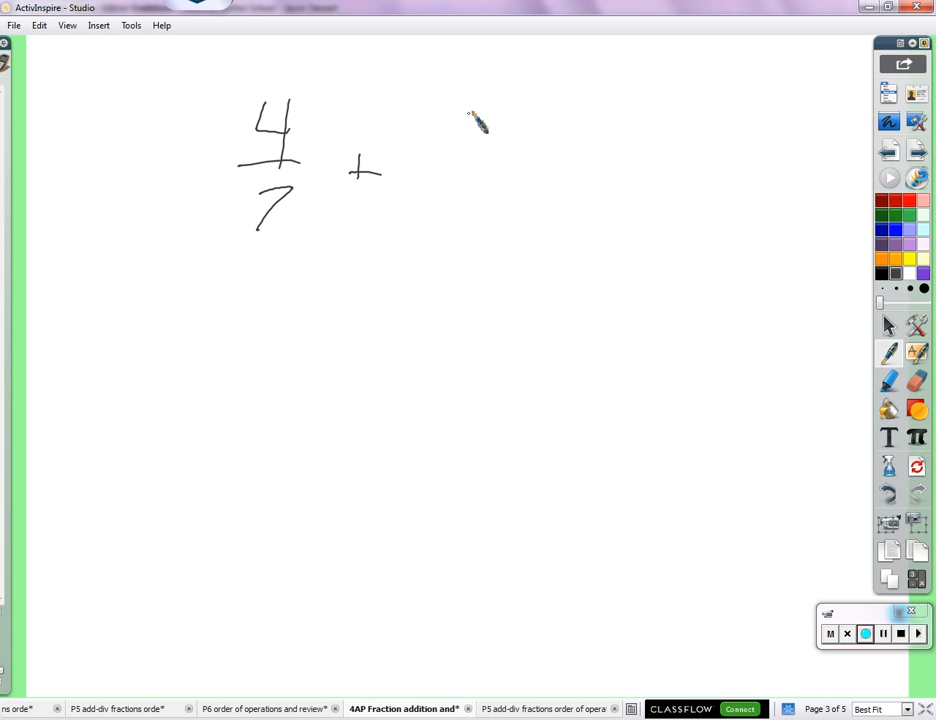 ActivInspire - Studio
File Edit View Insert Tools Help
4
7
+
T π
M
ns orde* P5 add-div fractions orde* P6 order of operations and review* 4AP Fraction addition and* P5 add-div fractions order of operat CLASSFLOW Connect Page 3 of 5 Best Fit